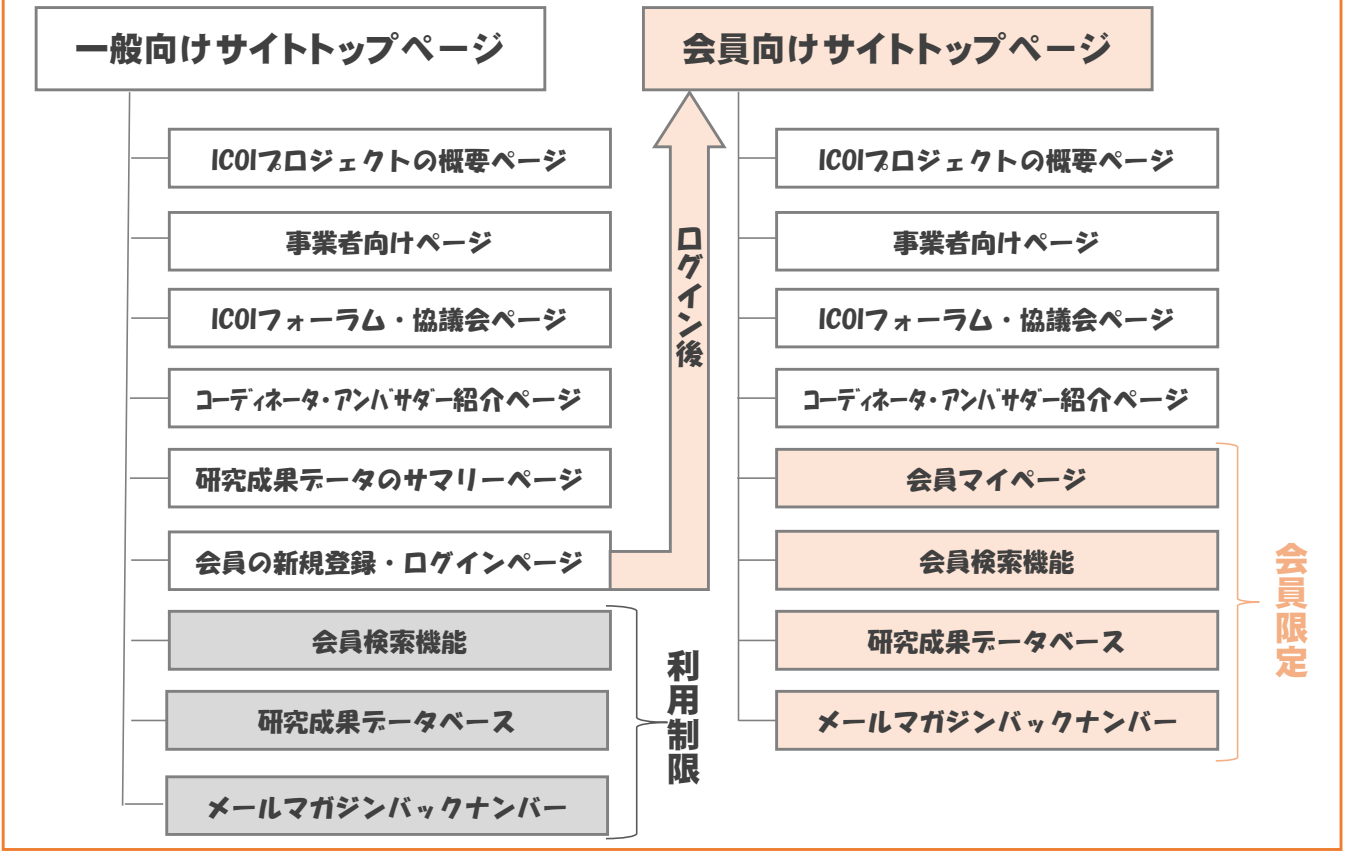 一般向けサイトトップページ
ICOIプロジェクトの概要ページ
事業者向けページ
ICOIフォーラム・協議会ページ
コーディネータ・アンバサダー紹介ページ
研究成果データのサマリーページ
会員の新規登録・ログインページ
会員検索機能
研究成果データベース
メールマガジンバックナンバー
利用制限
ログイン後
会員向けサイトトップページ
ICOIプロジェクトの概要ページ
事業者向けページ
ICOIフォーラム・協議会ページ
コーディネータ・アンバサダー紹介ページ
会員マイページ
会員検索機能
研究成果データベース
メールマガジンバックナンバー
会員限定